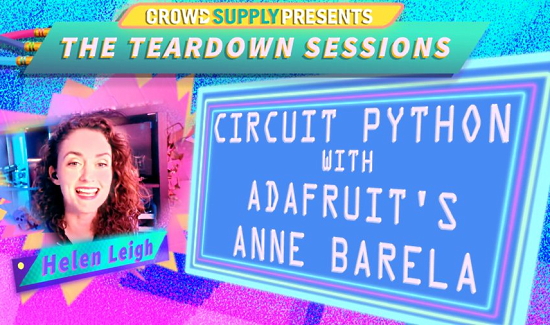 CROWD SUPPLY PRESENTS
THE TEARDOWN SESSIONS
CIRCUIT PYTHON
WITH
ADAFRUIT'S
ANNE BARELA
Helen Leigh